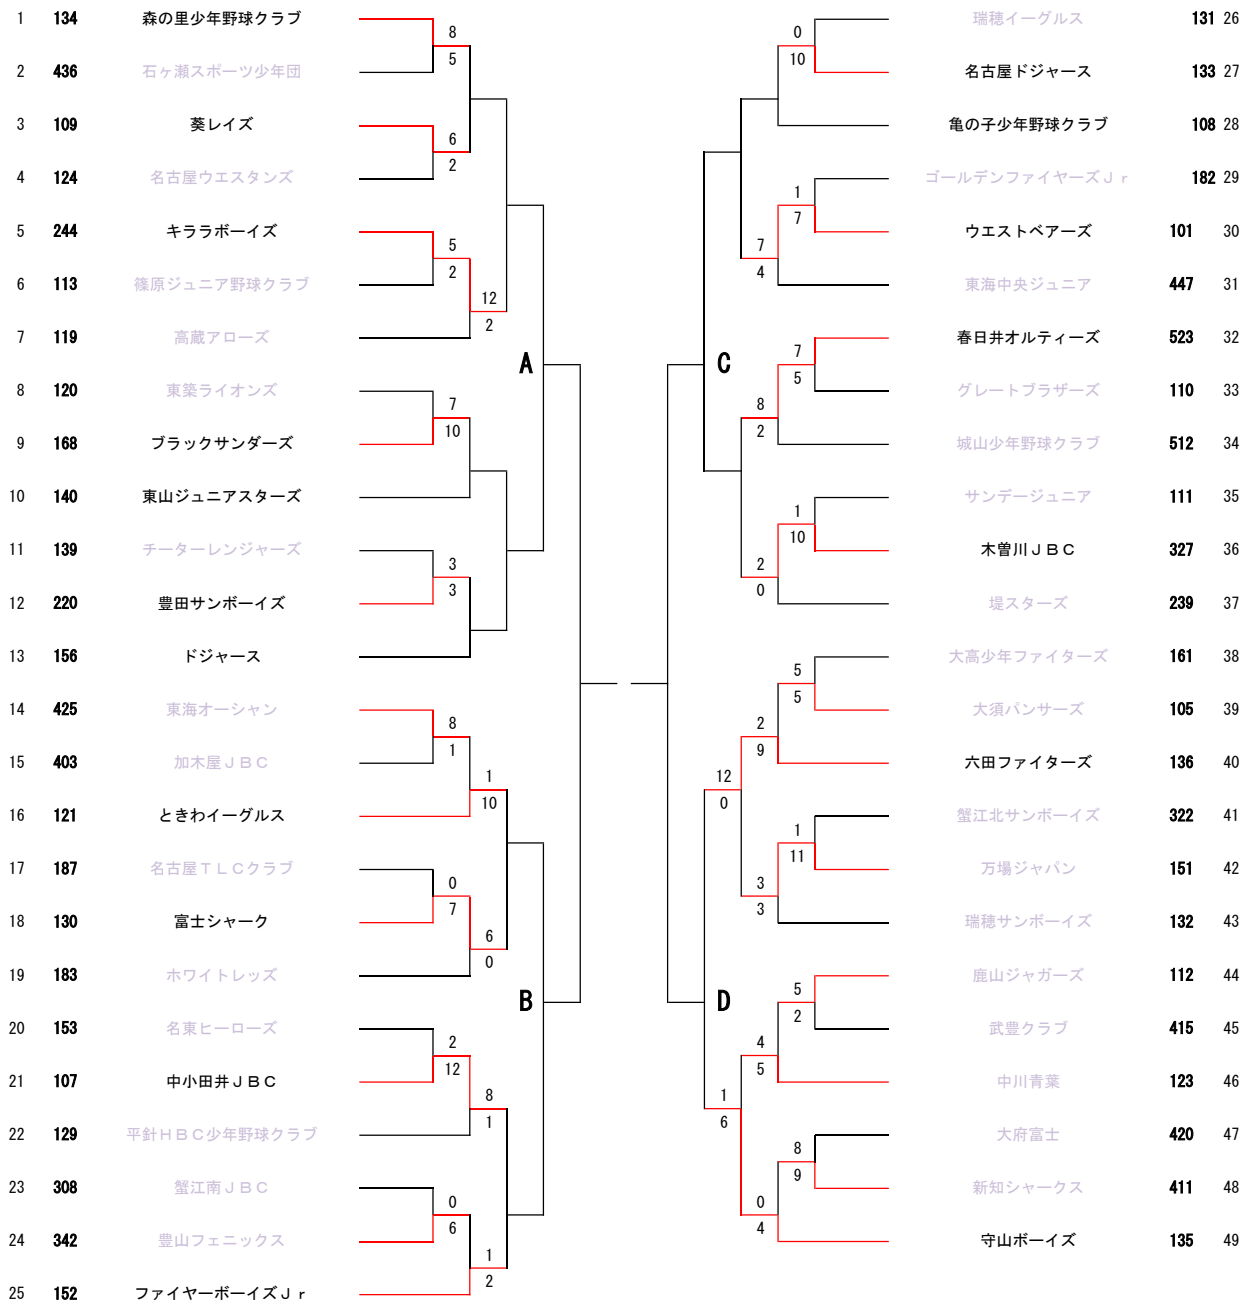 1 134 森の里少年野球クラブ
8
5
2 436 石ヶ瀬スポーツ少年団
3 109 葵レイズ
6
2
4 124 名古屋ウエスタンズ
5 244 キララボーイズ
5
2
6 113 篠原ジュニア野球クラブ
12
2
7 119 高蔵アローズ
A
8 120 東築ライオンズ
7
10
9 168 ブラックサンダーズ
10 140 東山ジュニアスターズ
11 139 チーターレンジャーズ
3
3
12 220 豊田サンボーイズ
13 156 ドジャース
14 425 東海オーシャン
8
1
15 403 加木屋ＪＢＣ
1
10
16 121 ときわイーグルス
17 187 名古屋ＴＬＣクラブ
0
7
18 130 富士シャーク
6
0
19 183 ホワイトレッズ
B
20 153 名東ヒーローズ
2
12
21 107 中小田井ＪＢＣ
8
1
22 129 平針ＨＢＣ少年野球クラブ
23 308 蟹江南ＪＢＣ
0
6
24 342 豊山フェニックス
1
2
25 152 ファイヤーボーイズＪｒ
瑞穂イーグルス 131 26
0
10
名古屋ドジャース 133 27
亀の子少年野球クラブ 108 28
ゴールデンファイヤーズＪｒ 182 29
1
7
ウエストベアーズ 101 30
7
4
東海中央ジュニア 447 31
春日井オルティーズ 523 32
7
5
C
グレートブラザーズ 110 33
8
2
城山少年野球クラブ 512 34
サンデージュニア 111 35
1
10
木曽川ＪＢＣ 327 36
2
0
堤スターズ 239 37
大高少年ファイターズ 161 38
5
5
大須パンサーズ 105 39
2
9
六田ファイターズ 136 40
12
0
蟹江北サンボーイズ 322 41
1
11
万場ジャパン 151 42
3
3
瑞穂サンボーイズ 132 43
鹿山ジャガーズ 112 44
5
2
D
武豊クラブ 415 45
4
5
中川青葉 123 46
1
6
大府富士 420 47
8
9
新知シャークス 411 48
0
4
守山ボーイズ 135 49